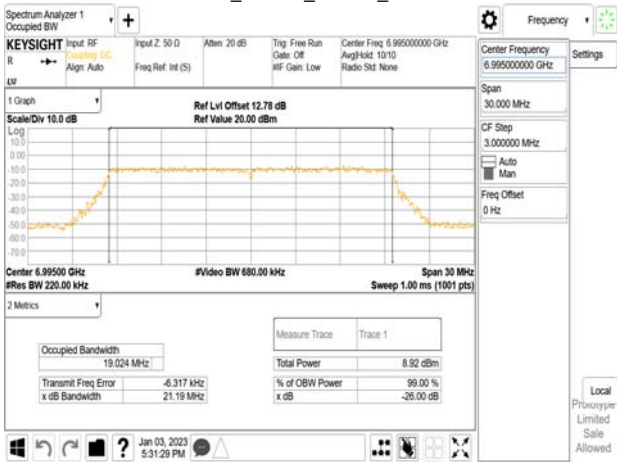 Spectrum Analyzer 1
Occupied BW
Frequency
KEYSIGHT
Input: RF
Coupling: DC
Align: Auto
Input Z: 50 Ω
Freq Ref: Int (S)
Atten: 20 dB
Trig: Free Run
Gate: Off
#IF Gain: Low
Center Freq: 6.995000000 GHz
Avg|Hold: 10/10
Radio Std: None
R
LXI
Center Frequency
6.995000000 GHz
Settings
Span
30.000 MHz
CF Step
3.000000 MHz
Auto
Man
Freq Offset
0 Hz
1 Graph
Scale/Div 10.0 dB
Ref Lvl Offset 12.78 dB
Ref Value 20.00 dBm
Log
10.0
0.00
-10.0
-20.0
-30.0
-40.0
-50.0
-60.0
-70.0
Center 6.99500 GHz
#Res BW 220.00 kHz
#Video BW 680.00 kHz
Span 30 MHz
Sweep 1.00 ms (1001 pts)
2 Metrics
Measure Trace
Trace 1
Occupied Bandwidth
19.024 MHz
Total Power
8.92 dBm
Transmit Freq Error
-6.317 kHz
% of OBW Power
99.00 %
x dB Bandwidth
21.19 MHz
x dB
-26.00 dB
Local
Prototype
Limited
Sale
Allowed
?
Jan 03, 2023
5:31:29 PM